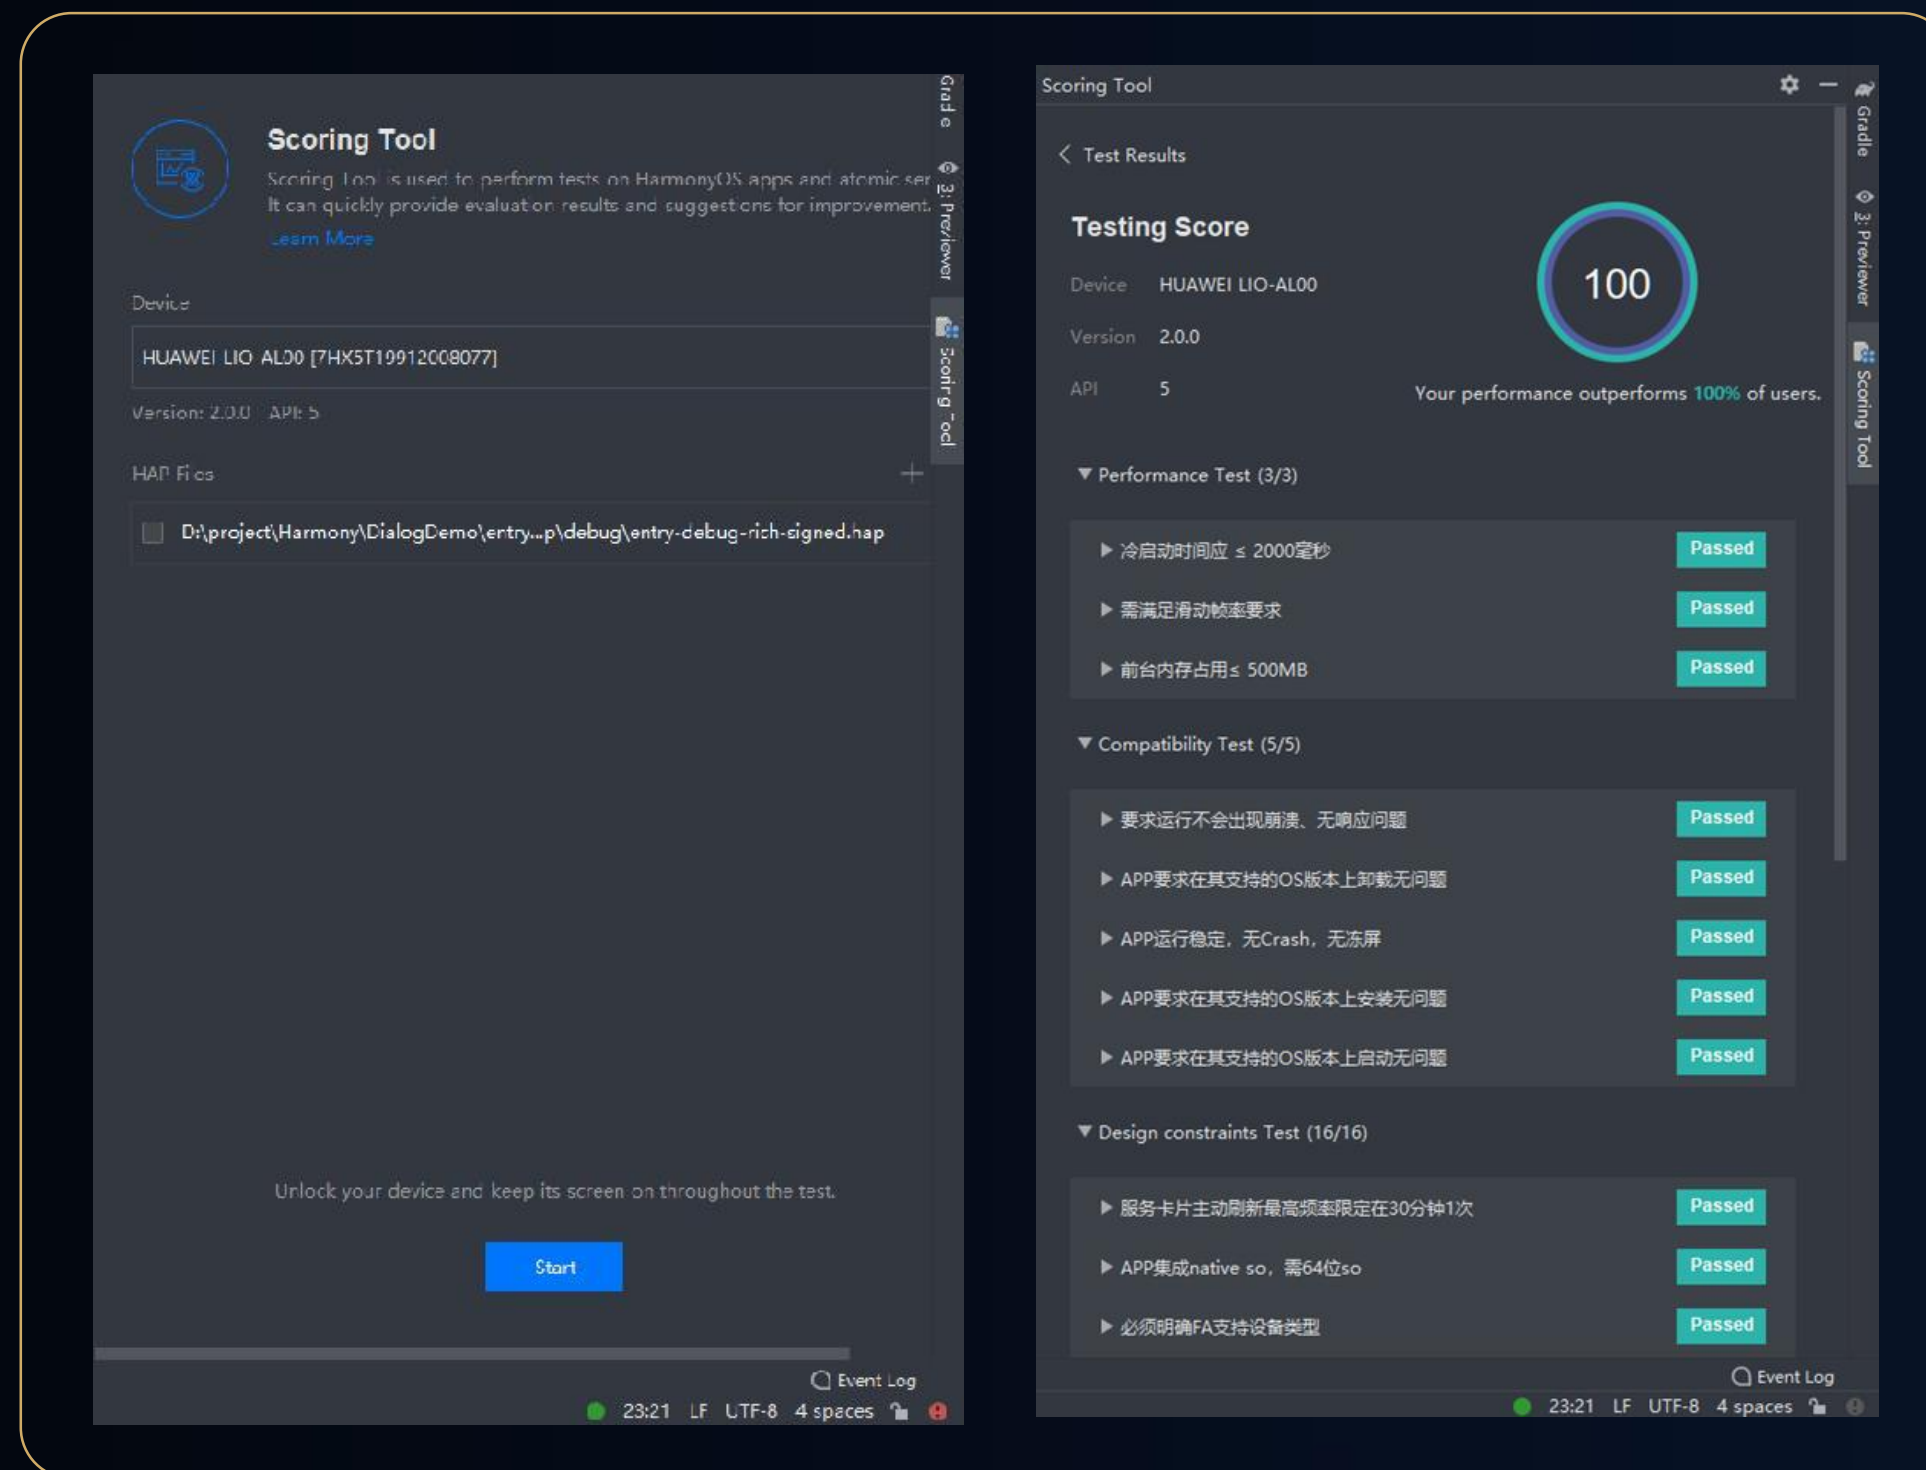 Scoring Tool
Scoring Tool is used to perform tests on HarmonyOS apps and atomic ser
It can quickly provide evaluation results and suggestions for improvement.
Learn More
Device
HUAWEI LIO-AL00 [7HX5T19912008077]
Version: 2.0.0 API: 5
HAP Files
D:\project\Harmony\DialogDemo\entry...p\debug\entry-debug-rich-signed.hap
Unlock your device and keep its screen on throughout the test.
Start
Event Log
23:21 LF UTF-8 4 spaces
Gradle
3: Previewer
Scoring Tool
Scoring Tool
Test Results
Testing Score
Device HUAWEI LIO-AL00
Version 2.0.0
API 5
100
Your performance outperforms 100% of users.
Performance Test (3/3)
冷启动时间应 ≤ 2000毫秒 Passed
需满足滑动帧率要求 Passed
前台内存占用≤ 500MB Passed
Compatibility Test (5/5)
要求运行不会出现崩溃、无响应问题 Passed
APP要求在其支持的OS版本上卸载无问题 Passed
APP运行稳定，无Crash，无冻屏 Passed
APP要求在其支持的OS版本上安装无问题 Passed
APP要求在其支持的OS版本上启动无问题 Passed
Design constraints Test (16/16)
服务卡片主动刷新最高频率限定在30分钟1次 Passed
APP集成native so，需64位so Passed
必须明确FA支持设备类型 Passed
Event Log
23:21 LF UTF-8 4 spaces
Gradle
3: Previewer
Scoring Tool